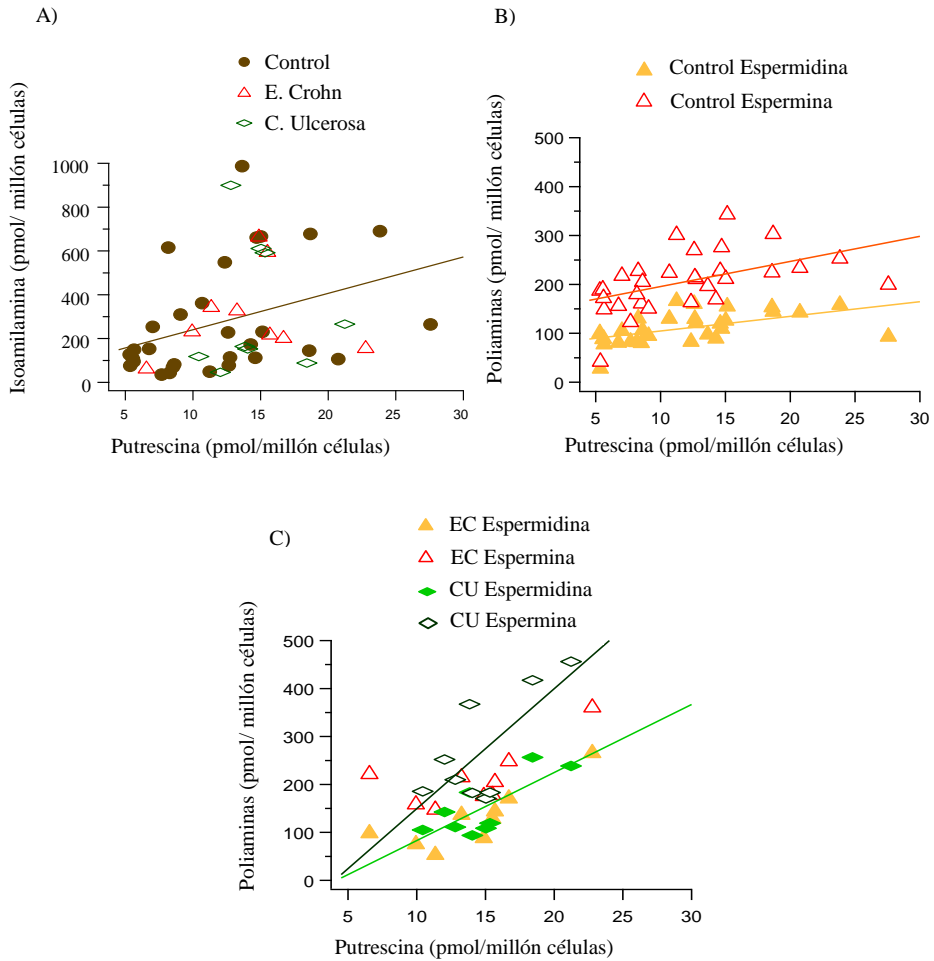 A)
Control
E. Crohn
C. Ulcerosa
Isoamilamina (pmol/ millón células)
1000
800
600
400
200
0
5 10 15 20 25 30
Putrescina (pmol/millón células)
B)
Control Espermidina
Control Espermina
Poliaminas (pmol/ millón células)
500
400
300
200
100
0
5 10 15 20 25 30
Putrescina (pmol/millón células)
C)
EC Espermidina
EC Espermina
CU Espermidina
CU Espermina
Poliaminas (pmol/ millón células)
500
400
300
200
100
0
5 10 15 20 25 30
Putrescina (pmol/millón células)